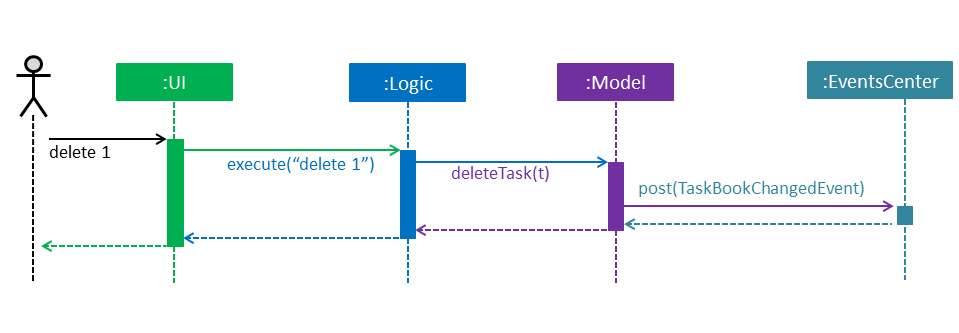 :UI
:Logic
:Model
:EventsCenter
delete 1
execute(“delete 1”)
deleteTask(t)
post(TaskBookChangedEvent)